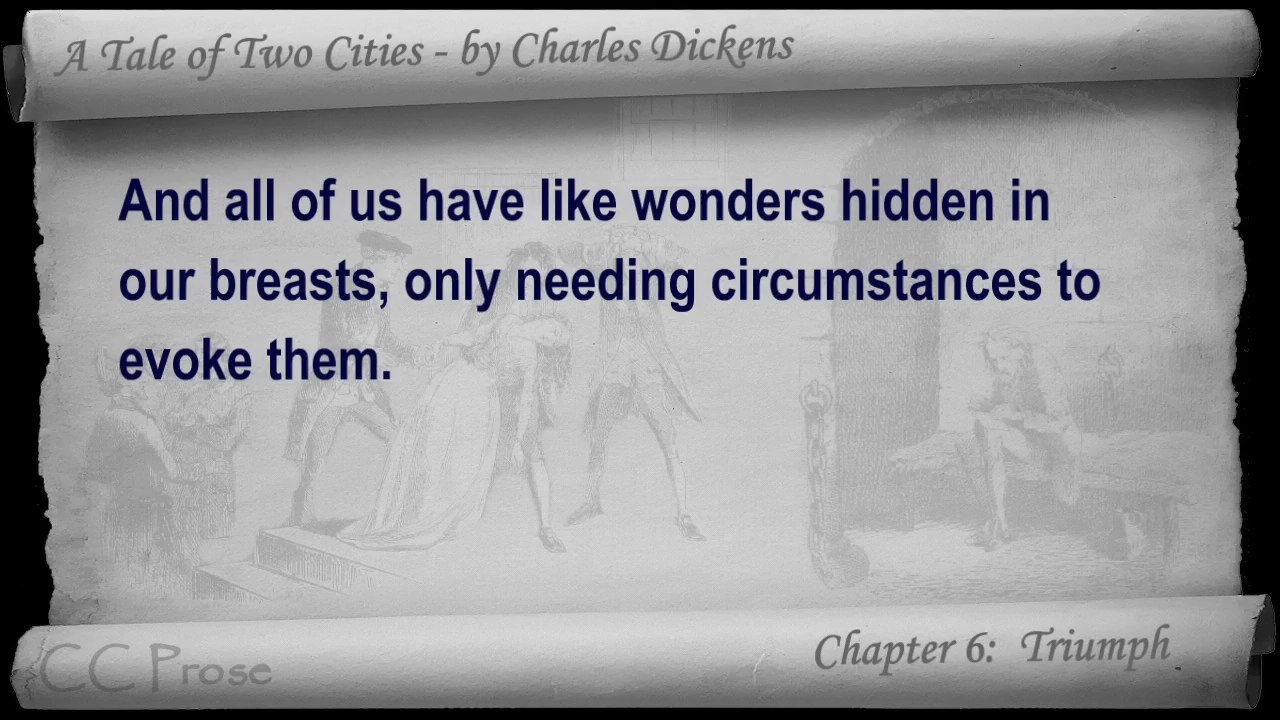 A Tale of Two Cities - by Charles Dickens
And all of us have like wonders hidden in
our breasts, only needing circumstances to
evoke them.
CC Prose
Chapter 6: Triumph